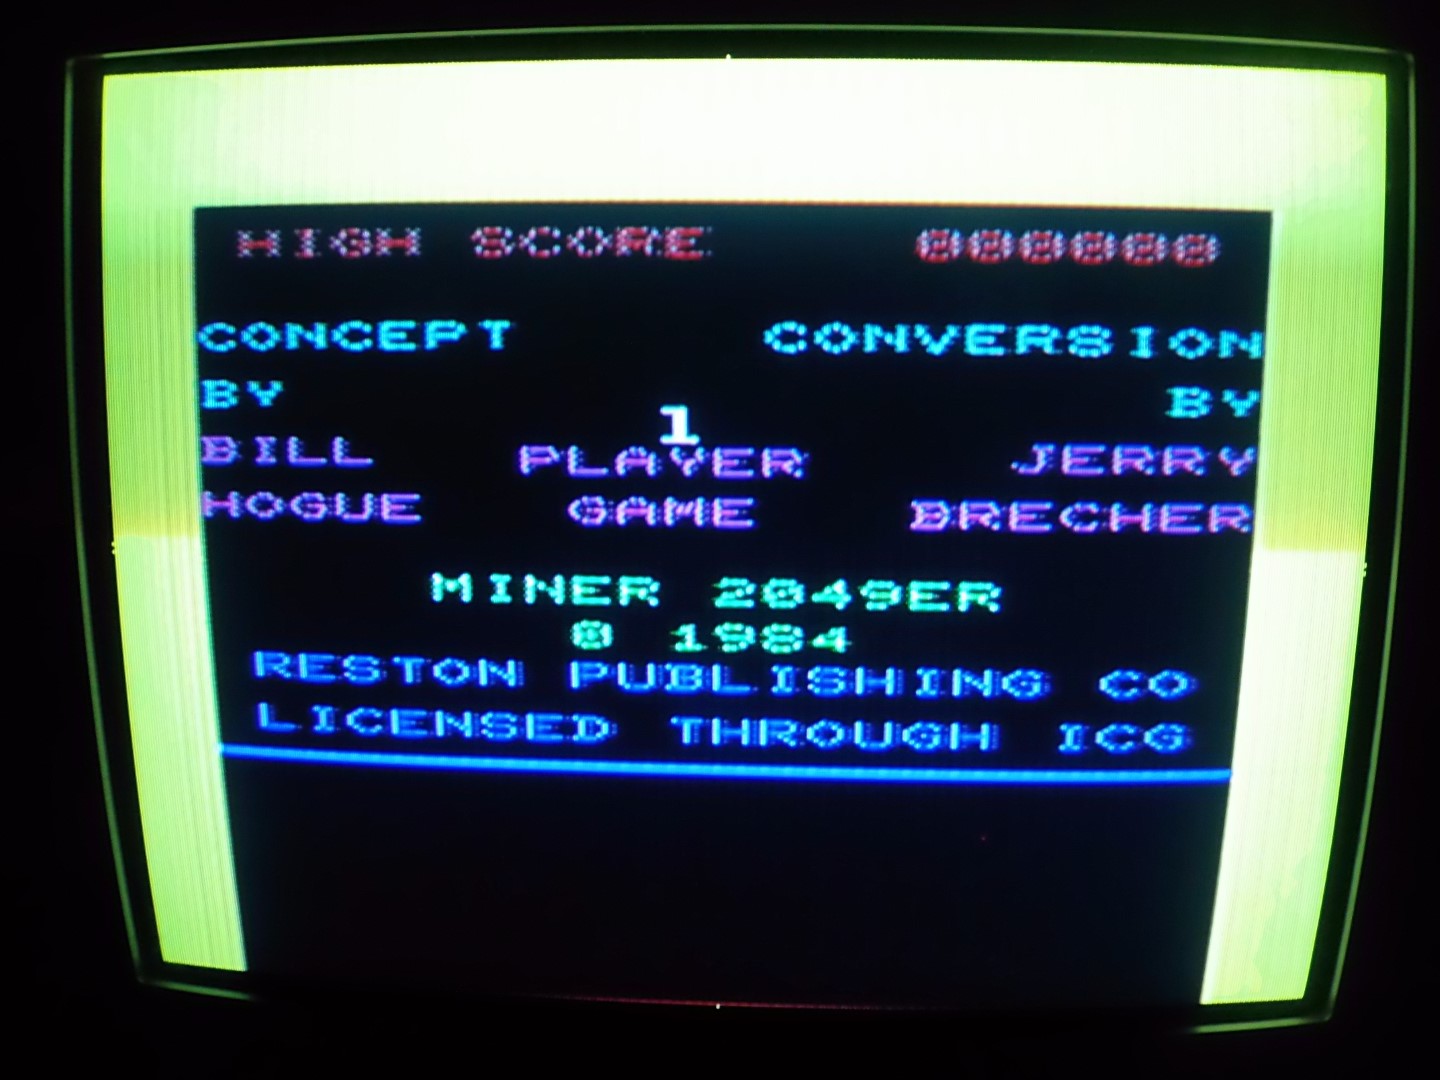 HIGH SCORE 000000
CONCEPT CONVERSION
BY BY
1
BILL PLAYER JERRY
HOGUE GAME BRECHER
MINER 2049ER
© 1984
RESTON PUBLISHING CO
LICENSED THROUGH ICG